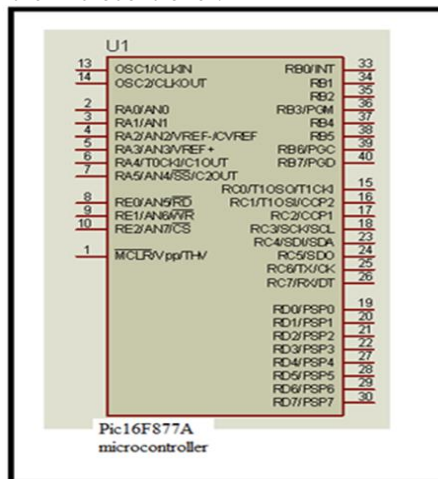 U1
13 OSC1/CLKIN
14 OSC2/CLKOUT
2 RA0/AN0
3 RA1/AN1
4 RA2/AN2/VREF-/CVREF
5 RA3/AN3/VREF+
6 RA4/T0CKI/C1OUT
7 RA5/AN4/SS/C2OUT
8 RE0/AN5/RD
9 RE1/AN6/WR
10 RE2/AN7/CS
1 MCLR/Vpp/THV
RB0/INT 33
RB1 34
RB2 35
RB3/PGM 36
RB4 37
RB5 38
RB6/PGC 39
RB7/PGD 40
RC0/T1OSO/T1CKI 15
RC1/T1OSI/CCP2 16
RC2/CCP1 17
RC3/SCK/SCL 18
RC4/SDI/SDA 23
RC5/SDO 24
RC6/TX/CK 25
RC7/RX/DT 26
RD0/PSP0 19
RD1/PSP1 20
RD2/PSP2 21
RD3/PSP3 22
RD4/PSP4 27
RD5/PSP5 28
RD6/PSP6 29
RD7/PSP7 30
Pic16F877A
microcontroller